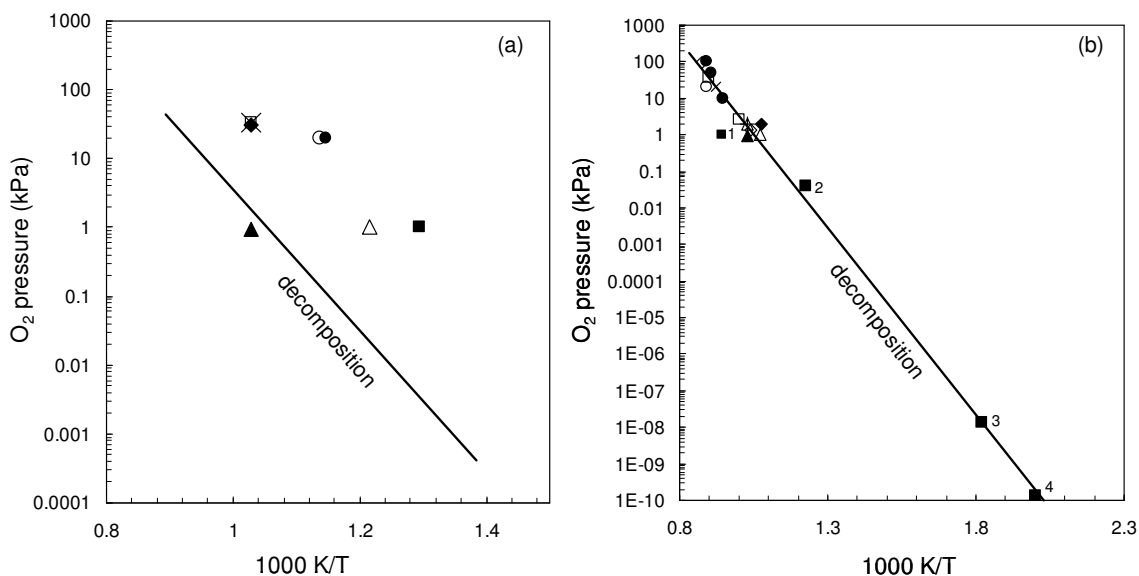 (a)
O2 pressure (kPa)
1000
100
10
1
0.1
0.01
0.001
0.0001
decomposition
0.8
1
1.2
1.4
1000 K/T
(b)
O2 pressure (kPa)
1000
100
10
1
0.1
0.01
0.001
0.0001
1E-05
1E-06
1E-07
1E-08
1E-09
1E-10
1
2
3
4
decomposition
0.8
1.3
1.8
2.3
1000 K/T